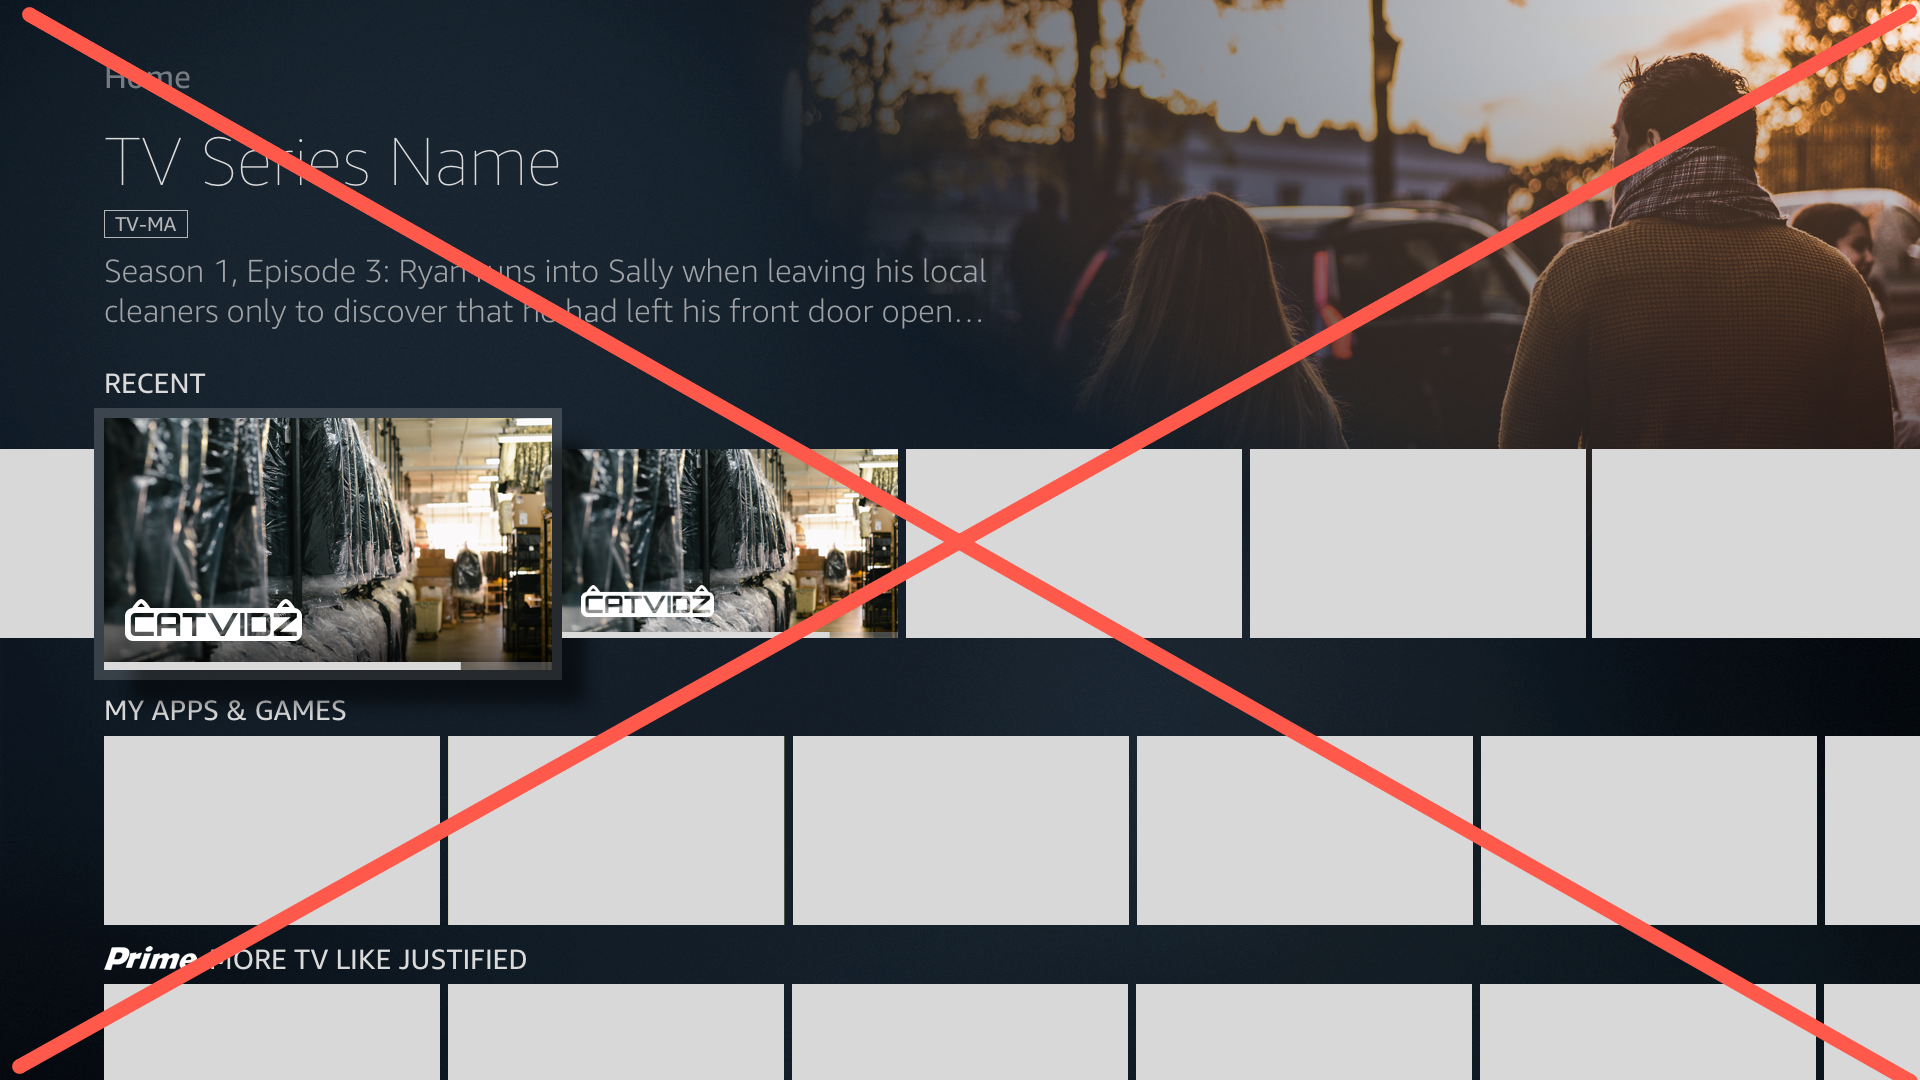 Home
TV Series Name
TV-MA
Season 1, Episode 3: Ryan runs into Sally when leaving his local
cleaners only to discover that he had left his front door open...
RECENT
CATVIDZ
CATVIDZ
MY APPS & GAMES
Prime MORE TV LIKE JUSTIFIED